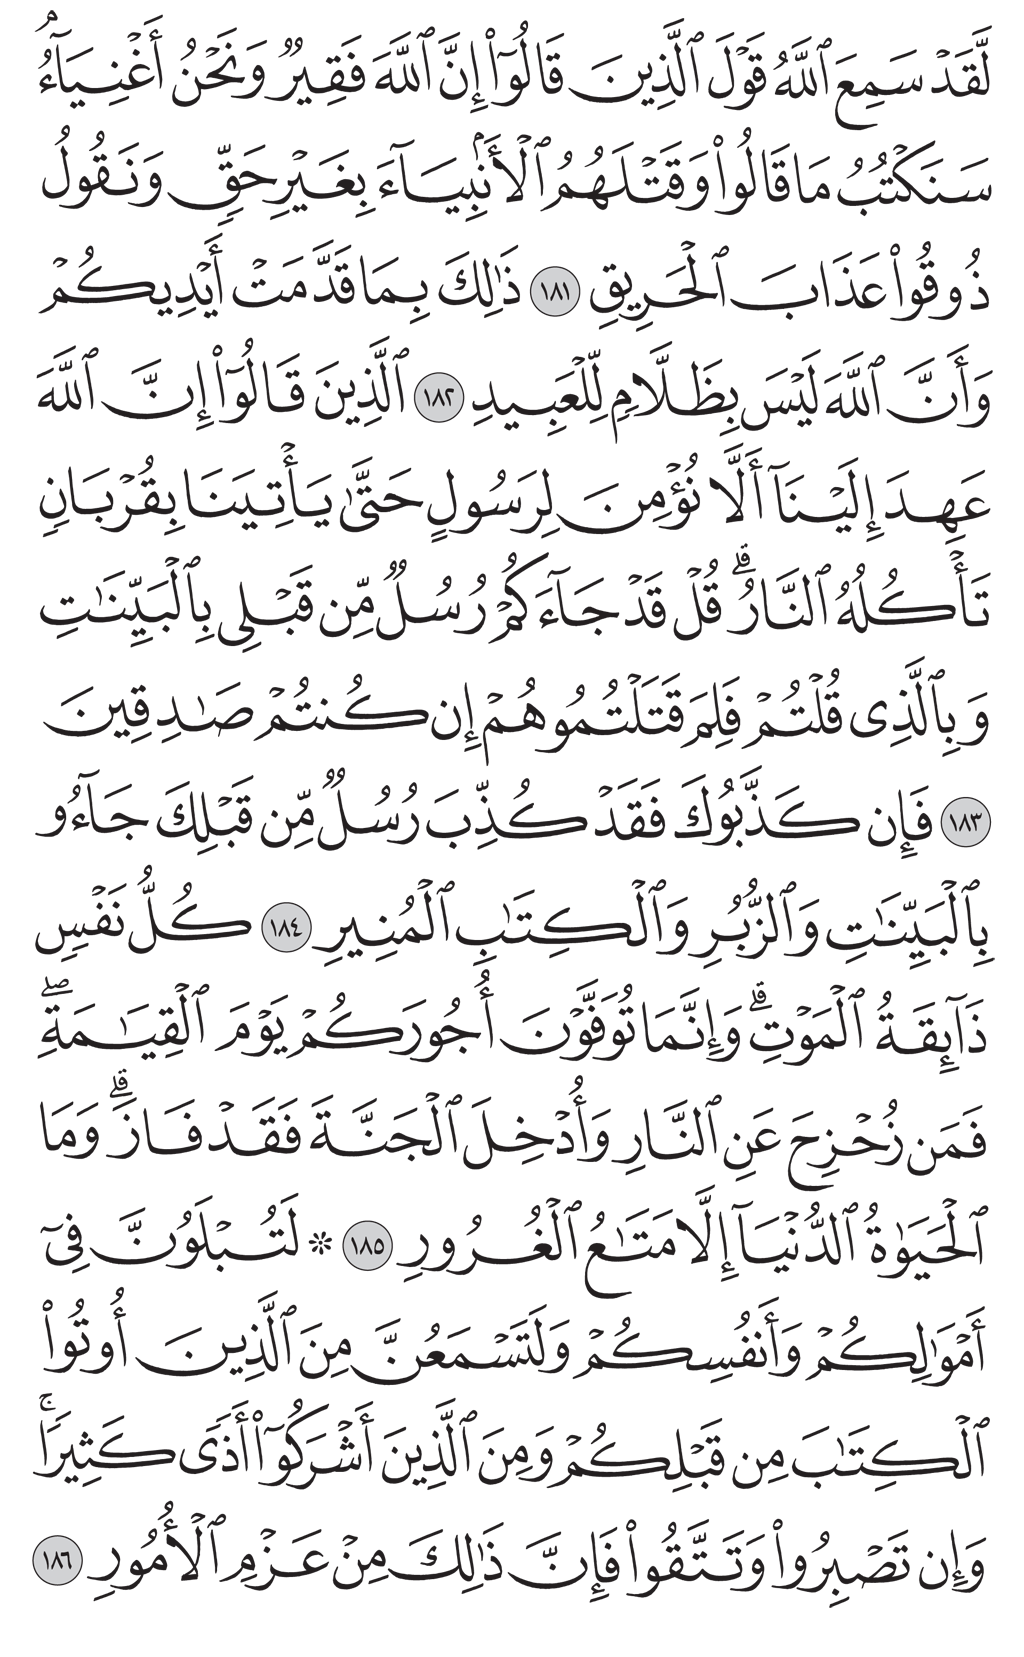 لَّقَدْ سَمِعَ ٱللَّهُ قَوْلَ ٱلَّذِينَ قَالُوٓا۟ إِنَّ ٱللَّهَ فَقِيرٌ وَنَحْنُ أَغْنِيَآءُ ۘ
سَنَكْتُبُ مَا قَالُوا۟ وَقَتْلَهُمُ ٱلْأَنۢبِيَآءَ بِغَيْرِ حَقٍّ وَنَقُولُ
ذُوقُوا۟ عَذَابَ ٱلْحَرِيقِ ١٨١ ذَٰلِكَ بِمَا قَدَّمَتْ أَيْدِيكُمْ
وَأَنَّ ٱللَّهَ لَيْسَ بِظَلَّامٍ لِّلْعَبِيدِ ١٨٢ ٱلَّذِينَ قَالُوٓا۟ إِنَّ ٱللَّهَ
عَهِدَ إِلَيْنَآ أَلَّا نُؤْمِنَ لِرَسُولٍ حَتَّىٰ يَأْتِيَنَا بِقُرْبَانٍ
تَأْكُلُهُ ٱلنَّارُ ۗ قُلْ قَدْ جَآءَكُمْ رُسُلٌ مِّن قَبْلِى بِٱلْبَيِّنَٰتِ
وَبِٱلَّذِى قُلْتُمْ فَلِمَ قَتَلْتُمُوهُمْ إِن كُنتُمْ صَٰدِقِينَ
١٨٣ فَإِن كَذَّبُوكَ فَقَدْ كُذِّبَ رُسُلٌ مِّن قَبْلِكَ جَآءُو
بِٱلْبَيِّنَٰتِ وَٱلزُّبُرِ وَٱلْكِتَٰبِ ٱلْمُنِيرِ ١٨٤ كُلُّ نَفْسٍ
ذَآئِقَةُ ٱلْمَوْتِ ۗ وَإِنَّمَا تُوَفَّوْنَ أُجُورَكُمْ يَوْمَ ٱلْقِيَٰمَةِ ۖ
فَمَن زُحْزِحَ عَنِ ٱلنَّارِ وَأُدْخِلَ ٱلْجَنَّةَ فَقَدْ فَازَ ۗ وَمَا
ٱلْحَيَوٰةُ ٱلدُّنْيَآ إِلَّا مَتَٰعُ ٱلْغُرُورِ ١٨٥ ۞ لَتُبْلَوُنَّ فِىٓ
أَمْوَٰلِكُمْ وَأَنفُسِكُمْ وَلَتَسْمَعُنَّ مِنَ ٱلَّذِينَ أُوتُوا۟
ٱلْكِتَٰبَ مِن قَبْلِكُمْ وَمِنَ ٱلَّذِينَ أَشْرَكُوٓا۟ أَذًى كَثِيرًا ۚ
وَإِن تَصْبِرُوا۟ وَتَتَّقُوا۟ فَإِنَّ ذَٰلِكَ مِنْ عَزْمِ ٱلْأُمُورِ ١٨٦